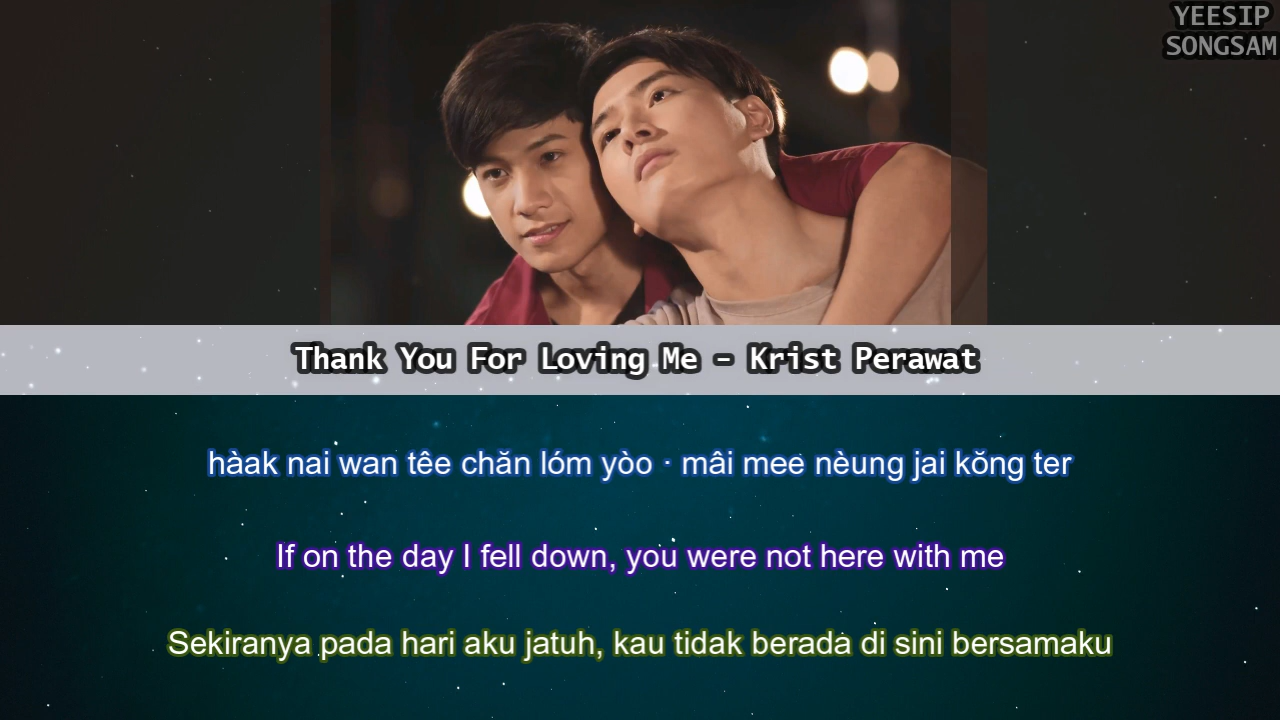 YEESIP
SONGSAM
Thank You For Loving Me - Krist Perawat
hàak nai wan têe chăn lóm yòo · mâi mee nèung jai kŏng ter
If on the day I fell down, you were not here with me
Sekiranya pada hari aku jatuh, kau tidak berada di sini bersamaku